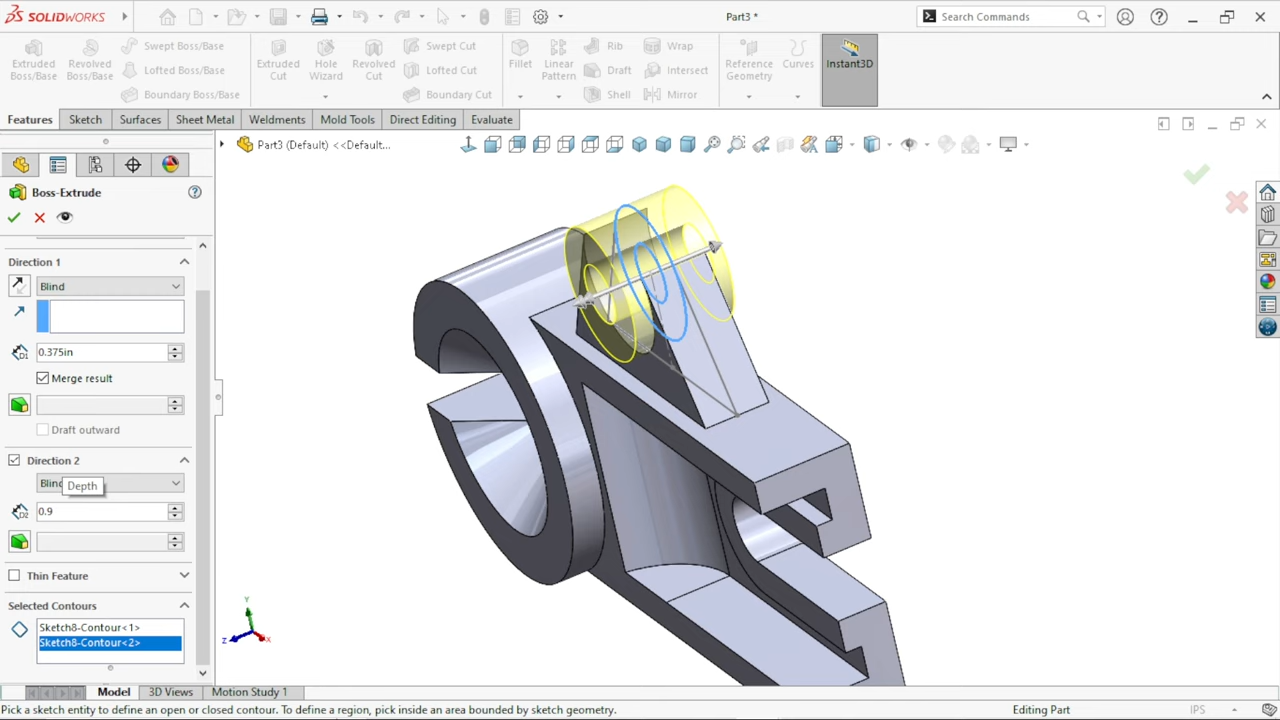 SOLIDWORKS
Part3 *
Search Commands
Extruded Boss/Base
Revolved Boss/Base
Swept Boss/Base
Lofted Boss/Base
Boundary Boss/Base
Extruded Cut
Hole Wizard
Revolved Cut
Swept Cut
Lofted Cut
Boundary Cut
Fillet
Linear Pattern
Rib
Draft
Shell
Wrap
Intersect
Mirror
Reference Geometry
Curves
Instant3D
Features
Sketch
Surfaces
Sheet Metal
Weldments
Mold Tools
Direct Editing
Evaluate
Part3 (Default) <<Default...
Boss-Extrude
Direction 1
Blind
D1
0.375in
Merge result
Draft outward
Direction 2
Blind
Depth
D2
0.9
Thin Feature
Selected Contours
Sketch8-Contour<1>
Sketch8-Contour<2>
Y
Z
X
Model
3D Views
Motion Study 1
Pick a sketch entity to define an open or closed contour. To define a region, pick inside an area bounded by sketch geometry.
Editing Part
IPS